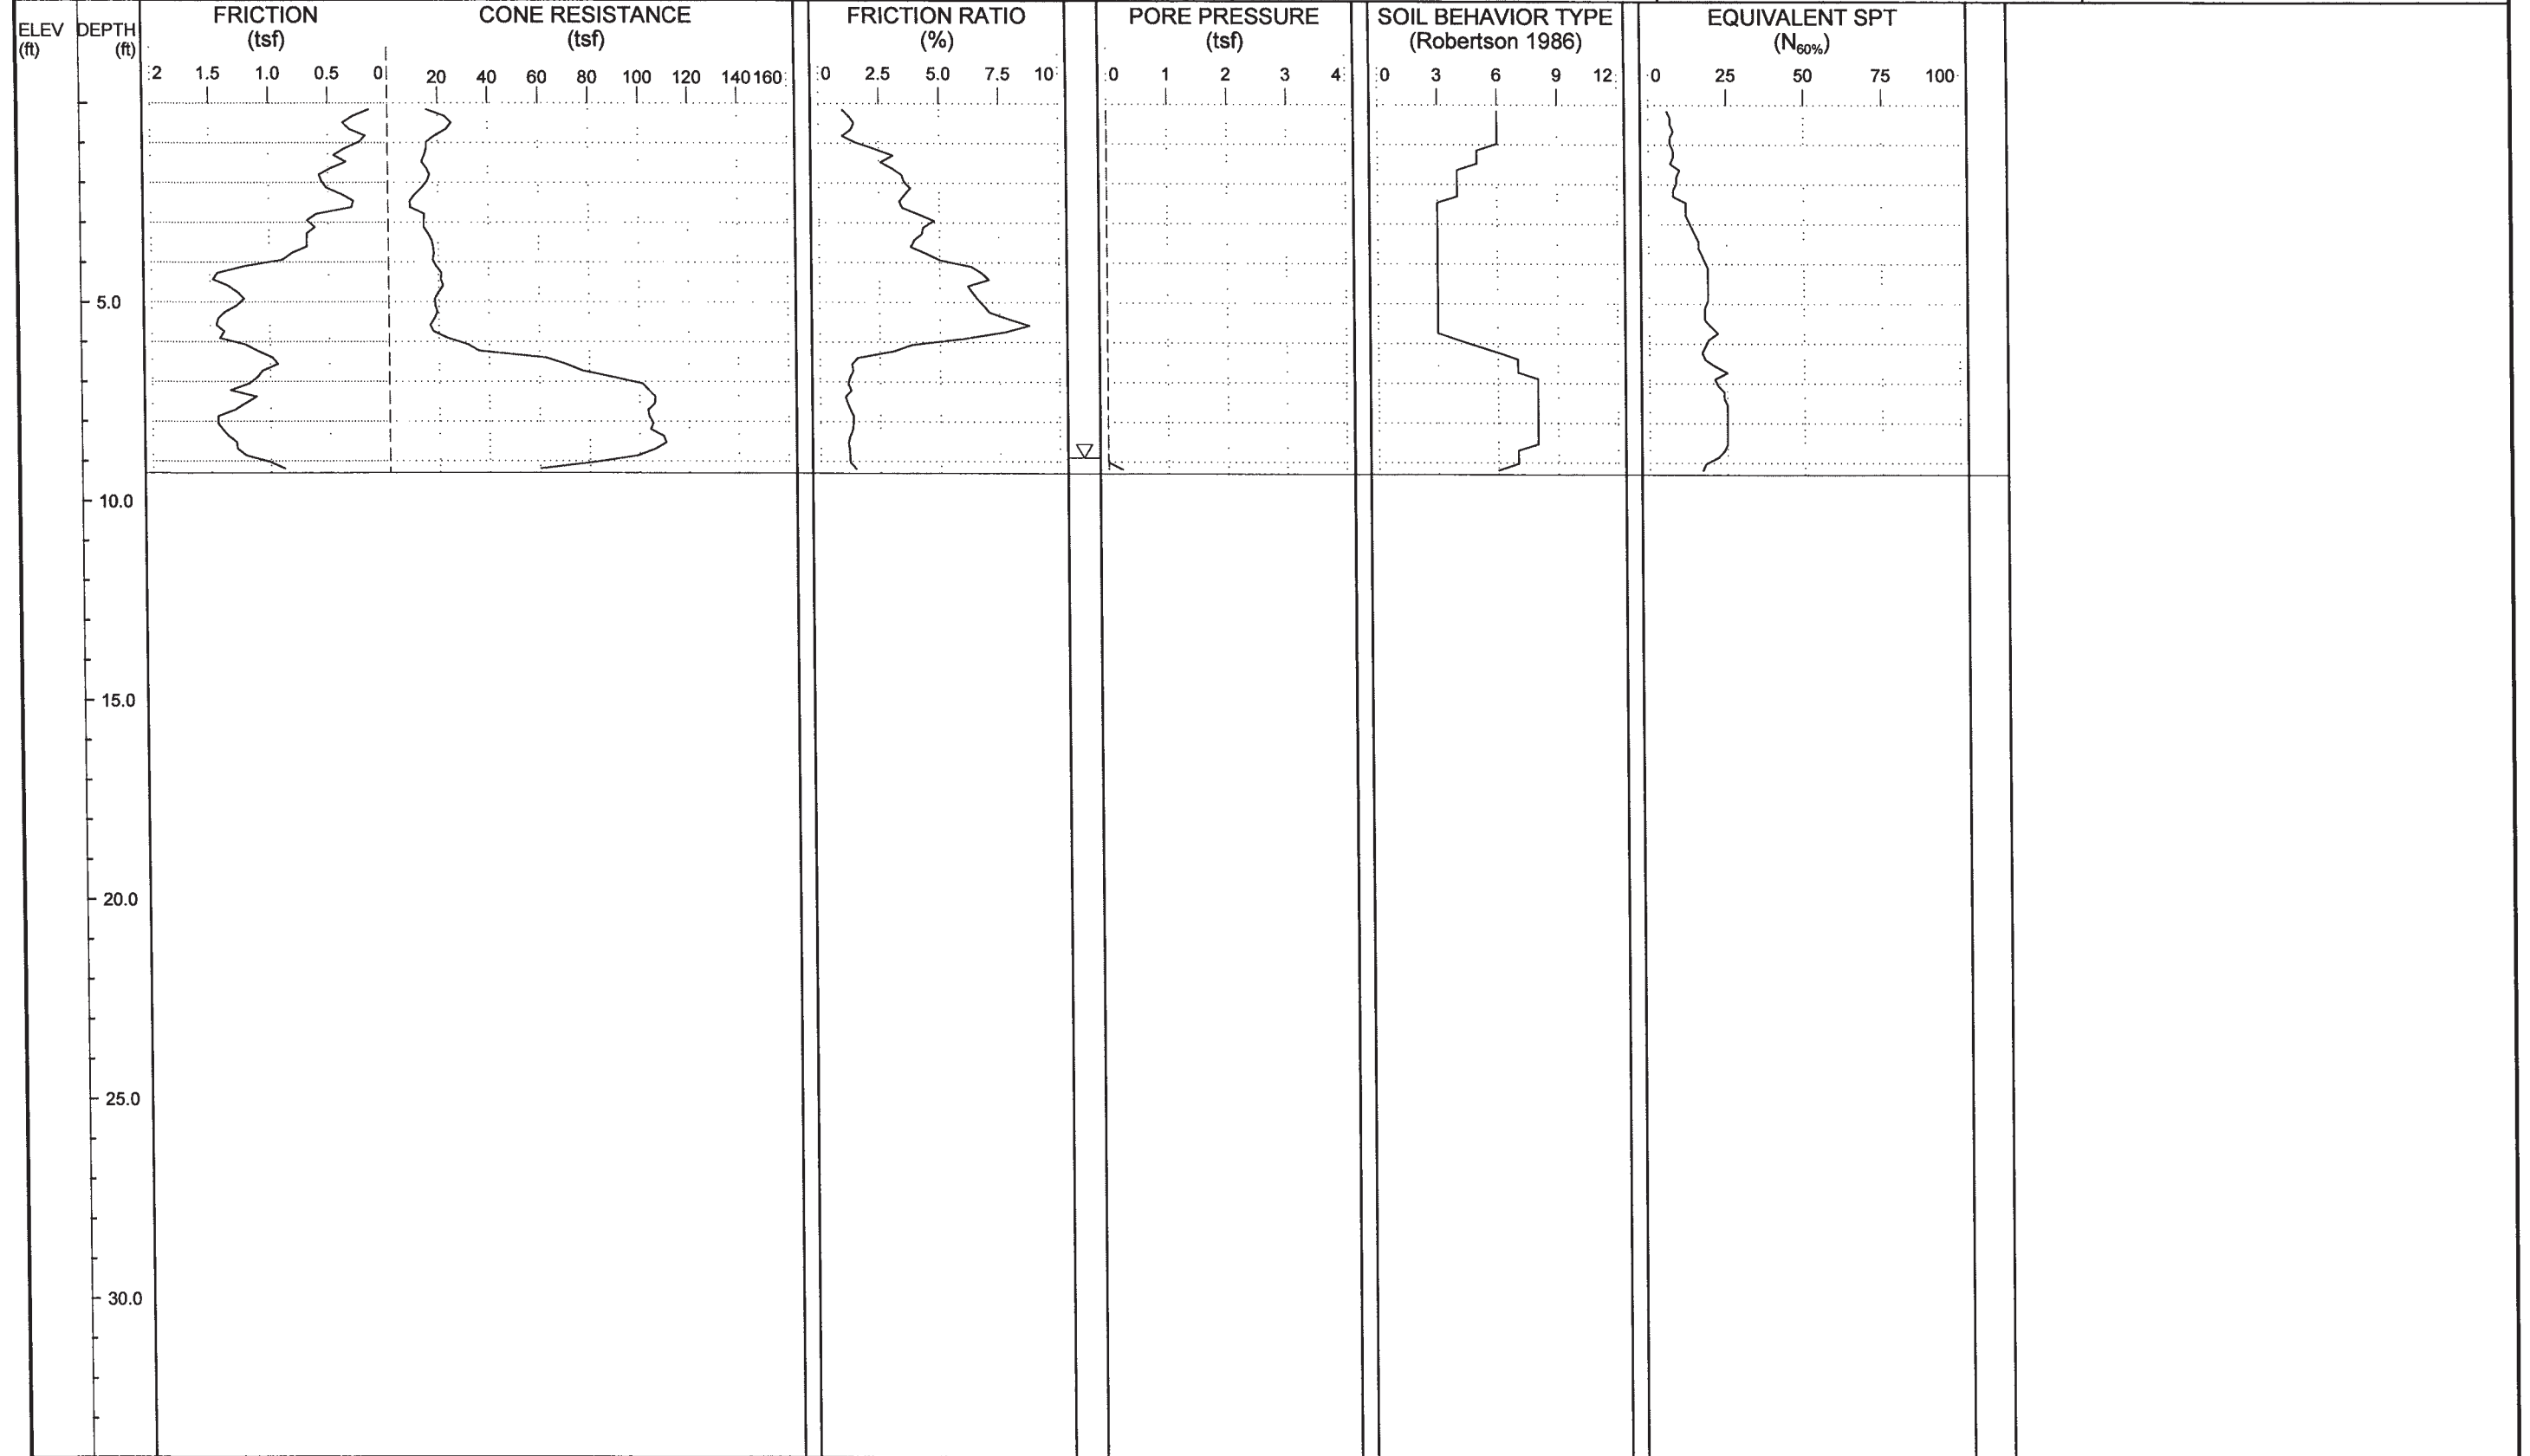 ELEV
(ft)
DEPTH
(ft)
FRICTION
(tsf)
2 1.5 1.0 0.5 0
CONE RESISTANCE
(tsf)
20 40 60 80 100 120 140 160
FRICTION RATIO
(%)
0 2.5 5.0 7.5 10
PORE PRESSURE
(tsf)
0 1 2 3 4
SOIL BEHAVIOR TYPE
(Robertson 1986)
0 3 6 9 12
EQUIVALENT SPT
(N60%)
0 25 50 75 100
5.0
10.0
15.0
20.0
25.0
30.0